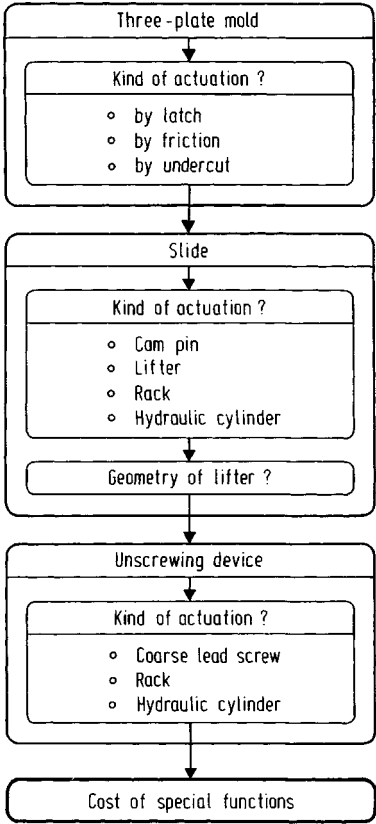 Three-plate mold
Kind of actuation ?
∘ by latch
∘ by friction
∘ by undercut
Slide
Kind of actuation ?
∘ Cam pin
∘ Lifter
∘ Rack
∘ Hydraulic cylinder
Geometry of lifter ?
Unscrewing device
Kind of actuation ?
∘ Coarse lead screw
∘ Rack
∘ Hydraulic cylinder
Cost of special functions